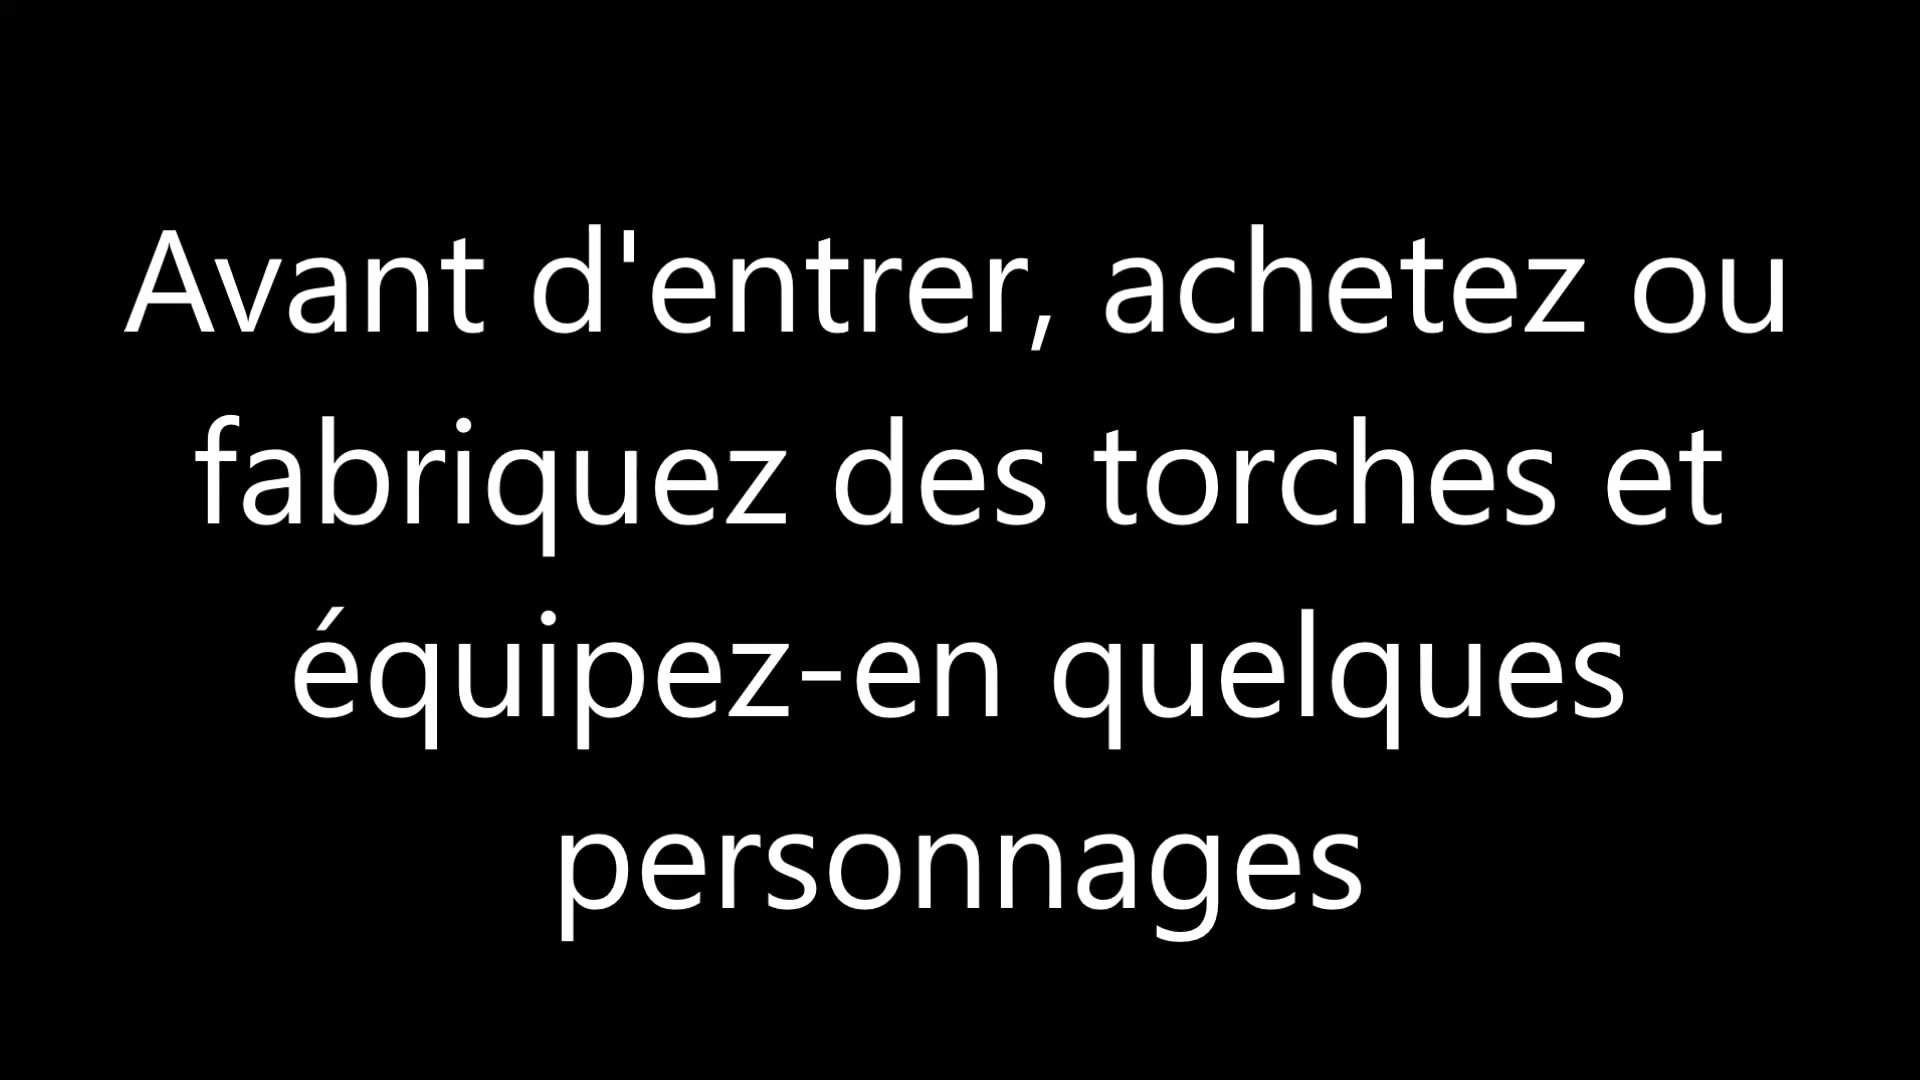 Avant d'entrer, achetez ou
fabriquez des torches et
équipez-en quelques
personnages